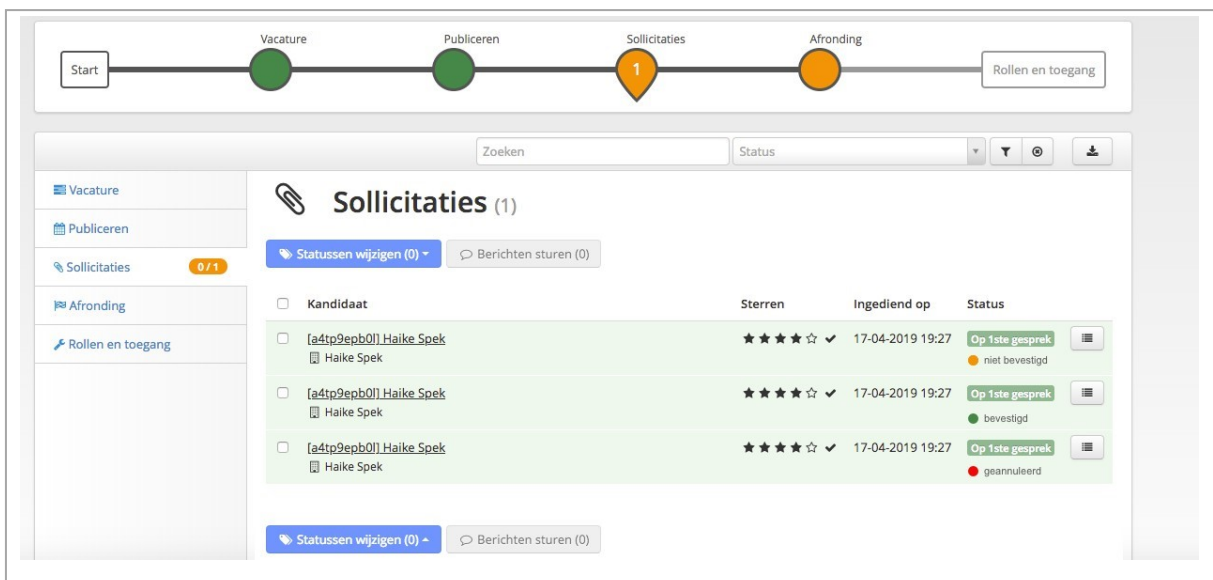 Vacature Publiceren Sollicitaties Afronding
Start 1 Rollen en toegang
Zoeken Status
Vacature
Publiceren
Sollicitaties 0/1
Afronding
Rollen en toegang
Sollicitaties (1)
Statussen wijzigen (0) Berichten sturen (0)
Kandidaat Sterren Ingediend op Status
[a4tp9epb0l] Haike Spek 17-04-2019 19:27 Op 1ste gesprek
Haike Spek niet bevestigd
[a4tp9epb0l] Haike Spek 17-04-2019 19:27 Op 1ste gesprek
Haike Spek bevestigd
[a4tp9epb0l] Haike Spek 17-04-2019 19:27 Op 1ste gesprek
Haike Spek geannuleerd
Statussen wijzigen (0) Berichten sturen (0)